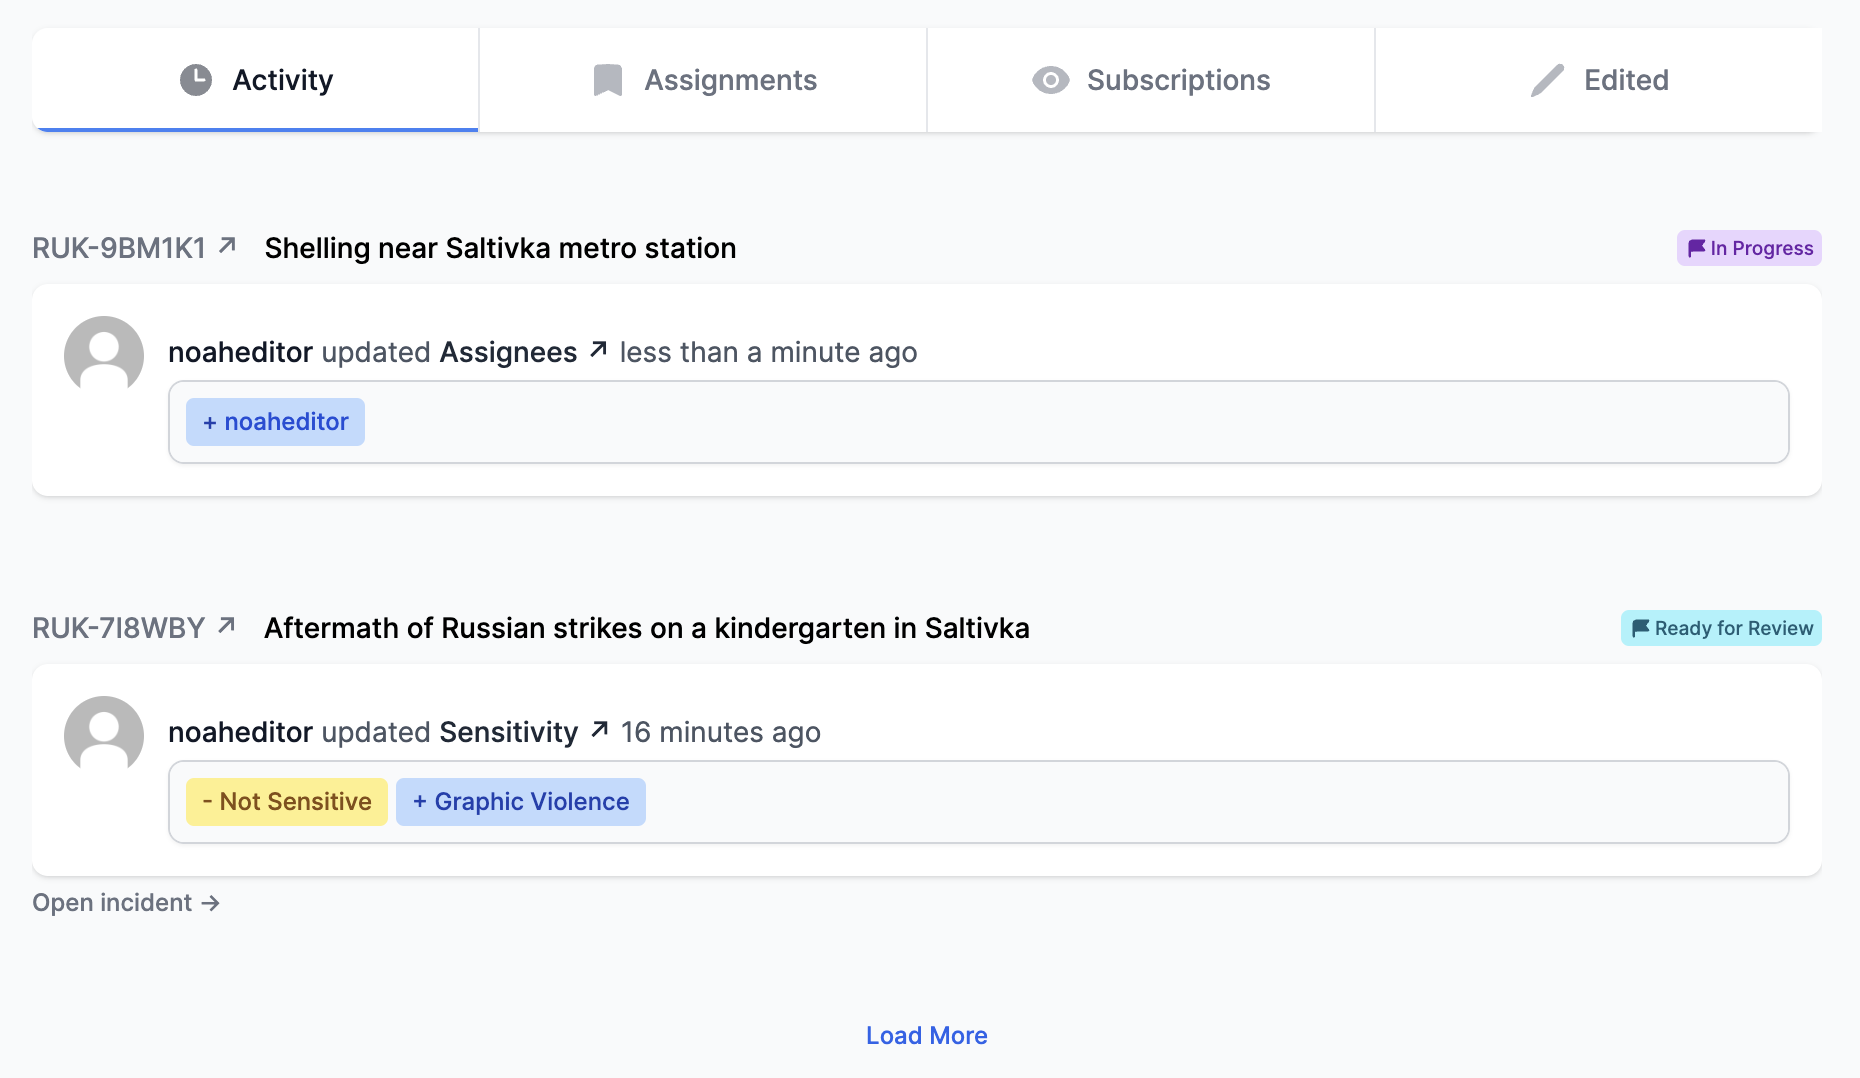 Activity
Assignments
Subscriptions
Edited
RUK-9BM1K1 ↗ Shelling near Saltivka metro station
In Progress
noaheditor updated Assignees ↗ less than a minute ago
+ noaheditor
RUK-7I8WBY ↗ Aftermath of Russian strikes on a kindergarten in Saltivka
Ready for Review
noaheditor updated Sensitivity ↗ 16 minutes ago
- Not Sensitive + Graphic Violence
Open incident →
Load More